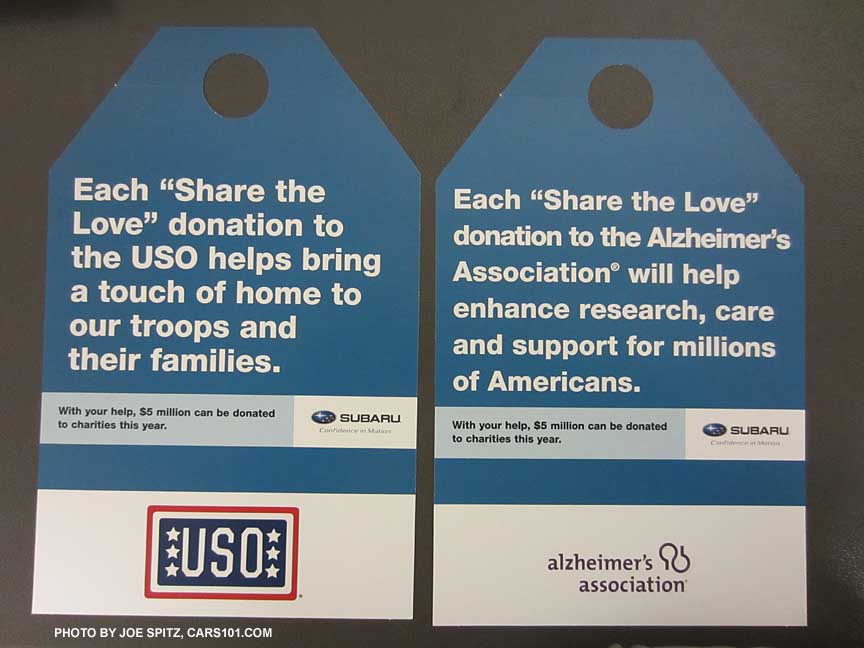 Each “Share the
Love” donation to
the USO helps bring
a touch of home to
our troops and
their families.
With your help, $5 million can be donated
to charities this year.
SUBARU
Confidence in Motion
USO
Each “Share the Love”
donation to the Alzheimer’s
Association® will help
enhance research, care
and support for millions
of Americans.
With your help, $5 million can be donated
to charities this year.
SUBARU
Confidence in Motion
alzheimer’s
association®
PHOTO BY JOE SPITZ, CARS101.COM